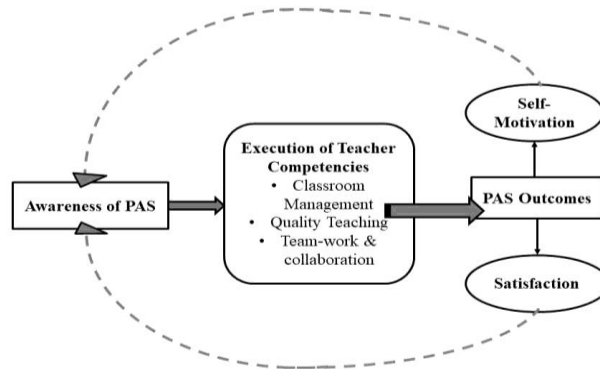 Awareness of PAS
Execution of Teacher
Competencies
• Classroom
Management
• Quality Teaching
• Team-work &
collaboration
Self-
Motivation
PAS Outcomes
Satisfaction